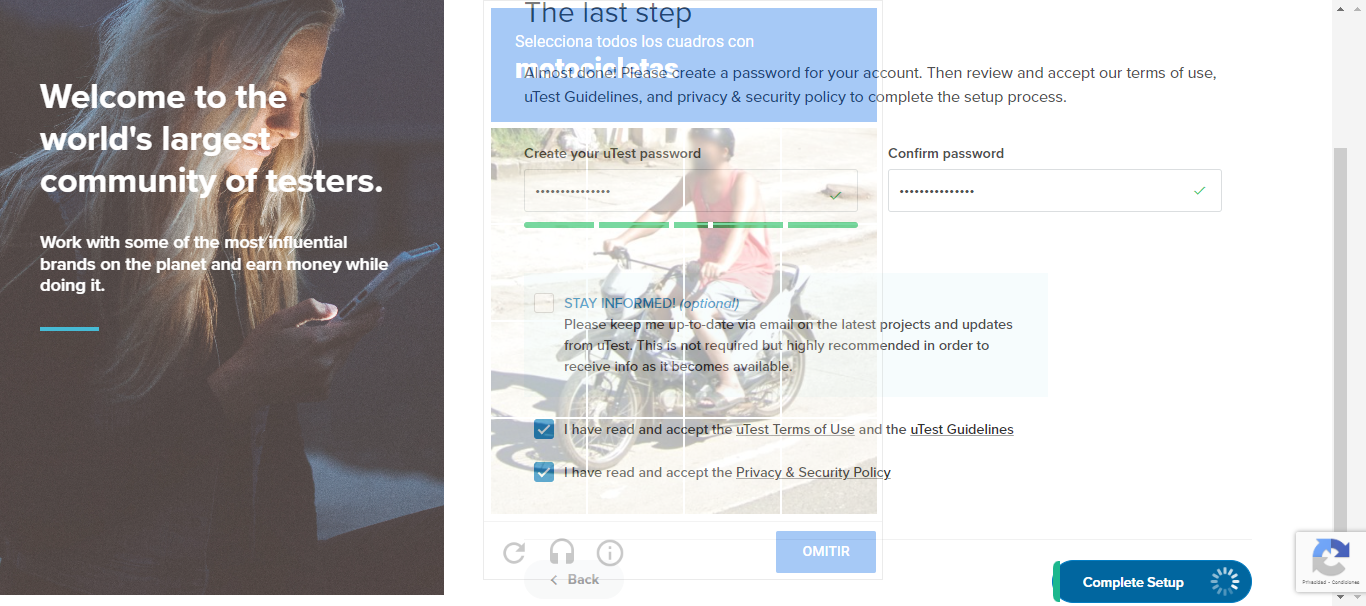 Welcome to the
world's largest
community of testers.
Work with some of the most influential
brands on the planet and earn money while
doing it.
The last step
Selecciona todos los cuadros con
motocicletas
Almost done! Please create a password for your account. Then review and accept our terms of use,
uTest Guidelines, and privacy & security policy to complete the setup process.
Create your uTest password
Confirm password
•••••••••••••••
•••••••••••••••
STAY INFORMED! (optional)
Please keep me up-to-date via email on the latest projects and updates
from uTest. This is not required but highly recommended in order to
receive info as it becomes available.
I have read and accept the uTest Terms of Use and the uTest Guidelines
I have read and accept the Privacy & Security Policy
OMITIR
Back
Complete Setup
Privacidad - Condiciones